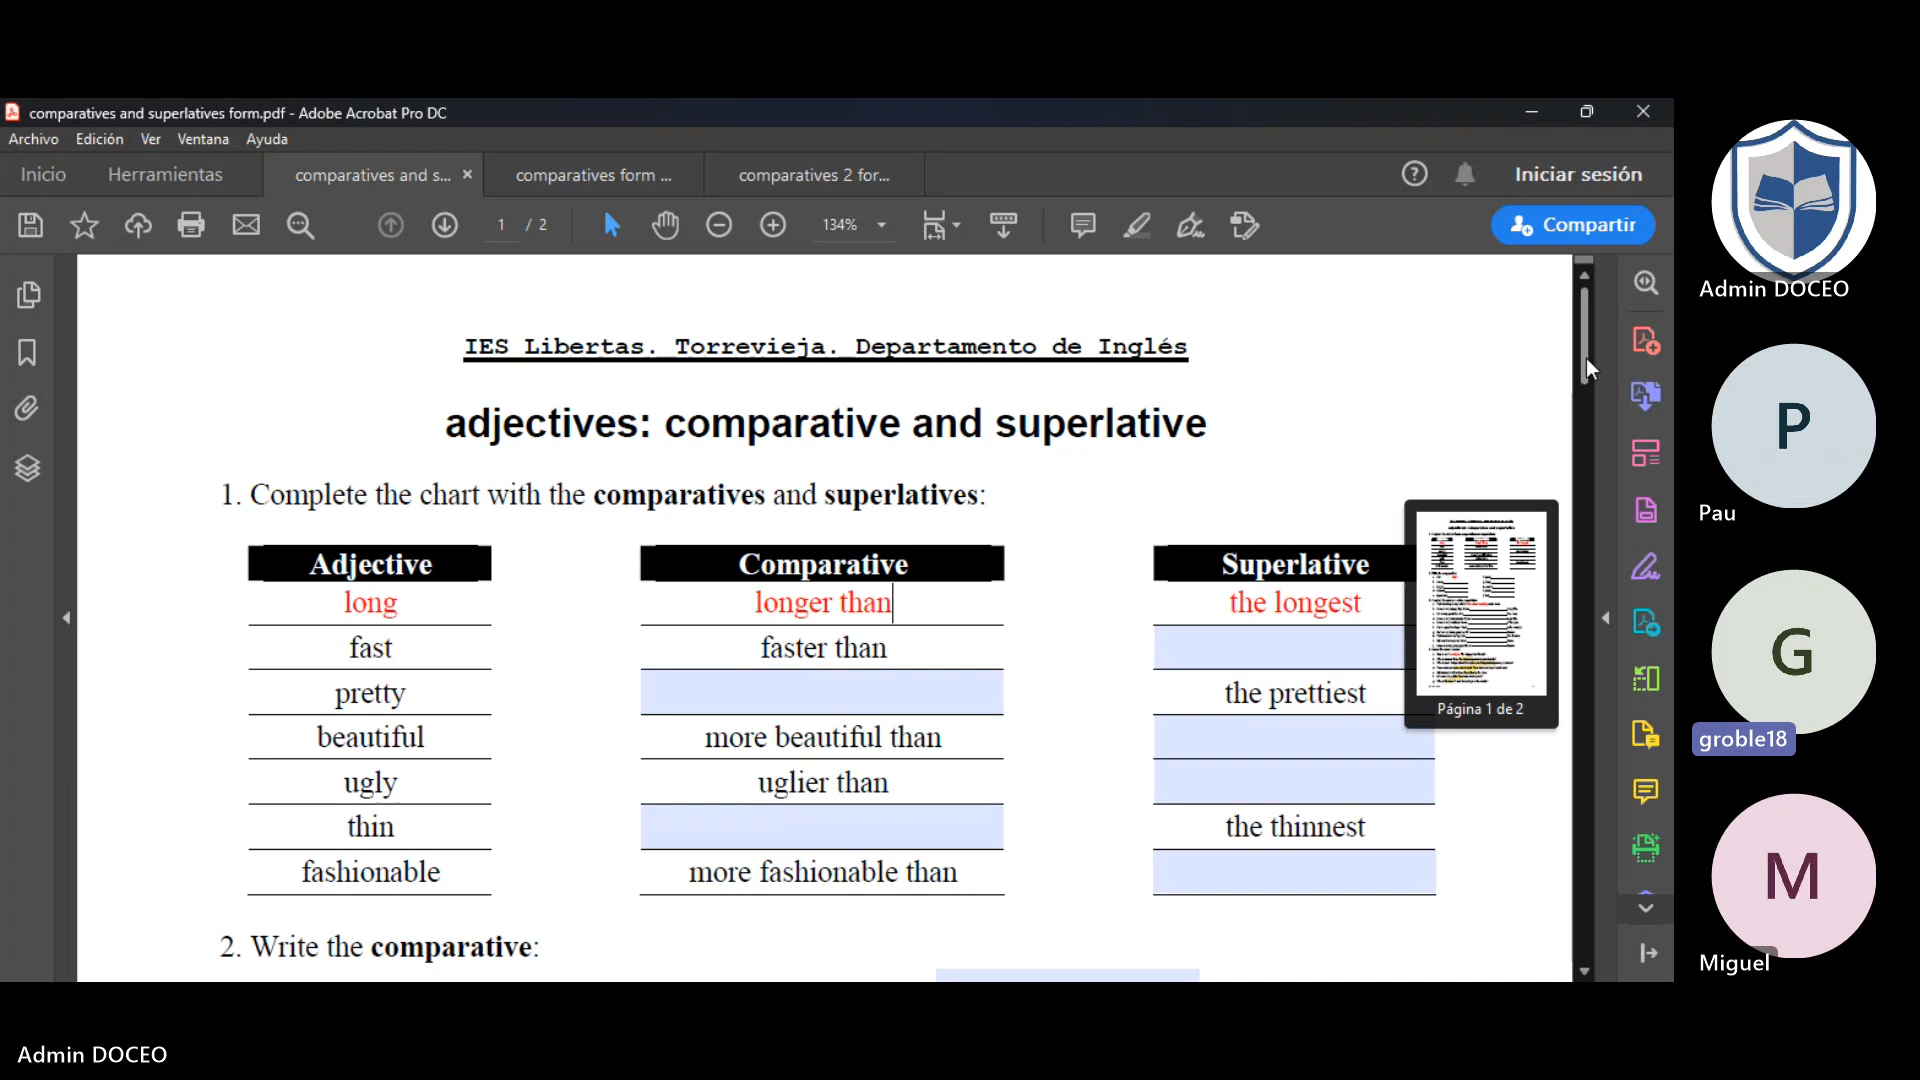 comparatives and superlatives form.pdf - Adobe Acrobat Pro DC
Archivo Edición Ver Ventana Ayuda
Inicio Herramientas comparatives and s... × comparatives form ... comparatives 2 for... Iniciar sesión
1 / 2 134% Compartir
IES Libertas. Torrevieja. Departamento de Inglés
adjectives: comparative and superlative
1. Complete the chart with the comparatives and superlatives:
Adjective Comparative Superlative
long longer than the longest
fast faster than
pretty the prettiest
beautiful more beautiful than
ugly uglier than
thin the thinnest
fashionable more fashionable than
2. Write the comparative:
Página 1 de 2
Admin DOCEO
P
Pau
G
groble18
M
Miguel
Admin DOCEO